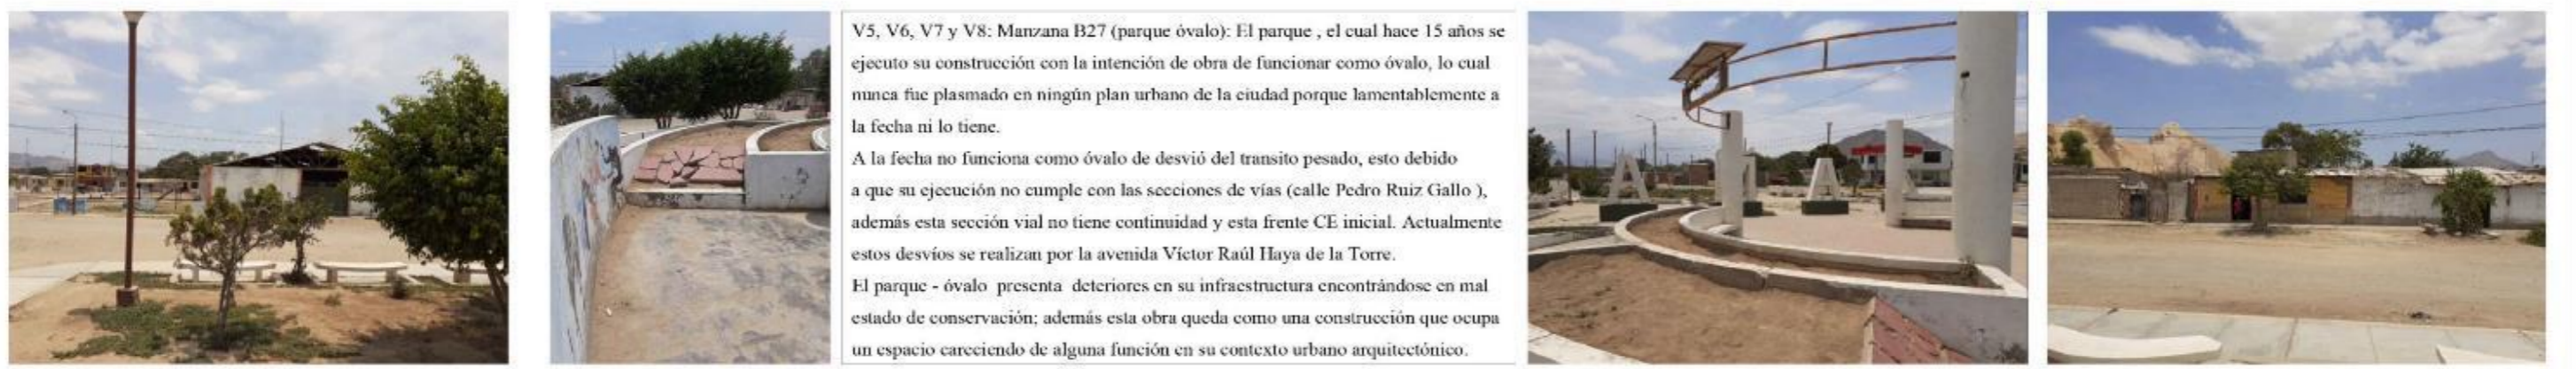 V5, V6, V7 y V8: Manzana B27 (parque óvalo): El parque , el cual hace 15 años se
ejecuto su construcción con la intención de obra de funcionar como óvalo, lo cual
nunca fue plasmado en ningún plan urbano de la ciudad porque lamentablemente a
la fecha ni lo tiene.
A la fecha no funciona como óvalo de desvió del transito pesado, esto debido
a que su ejecución no cumple con las secciones de vías (calle Pedro Ruiz Gallo ),
además esta sección vial no tiene continuidad y esta frente CE inicial. Actualmente
estos desvíos se realizan por la avenida Víctor Raúl Haya de la Torre.
El parque - óvalo presenta deteriores en su infraestructura encontrándose en mal
estado de conservación; además esta obra queda como una construcción que ocupa
un espacio careciendo de alguna función en su contexto urbano arquitectónico.